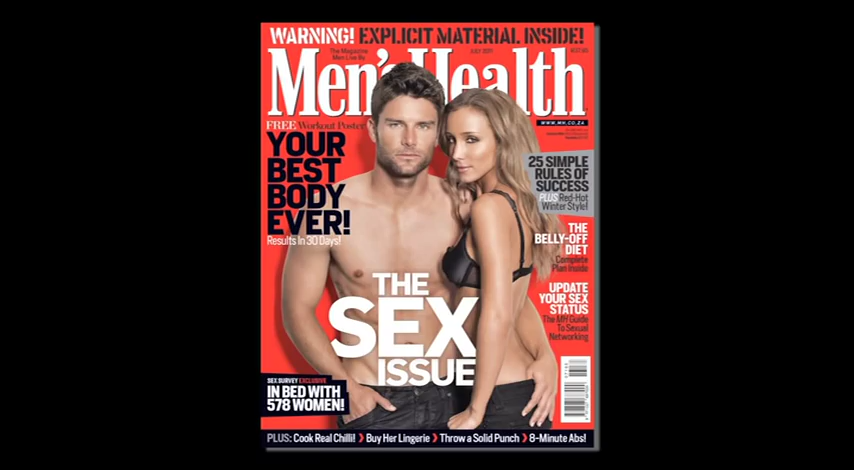 WARNING! EXPLICIT MATERIAL INSIDE!
The Magazine
Men Live By
JULY 2011
Men's Health
WWW.MH.CO.ZA
FREE Workout Poster
YOUR
BEST
BODY
EVER!
Results In 30 Days!
25 SIMPLE
RULES OF
SUCCESS
PLUS Red-Hot
Winter Style!
THE
BELLY-OFF
DIET
Complete
Plan Inside
UPDATE
YOUR SEX
STATUS
The MH Guide
To Sexual
Networking
THE
SEX
ISSUE
SEX SURVEY EXCLUSIVE
IN BED WITH
578 WOMEN!
PLUS: Cook Real Chilli! > Buy Her Lingerie > Throw a Solid Punch > 8-Minute Abs!